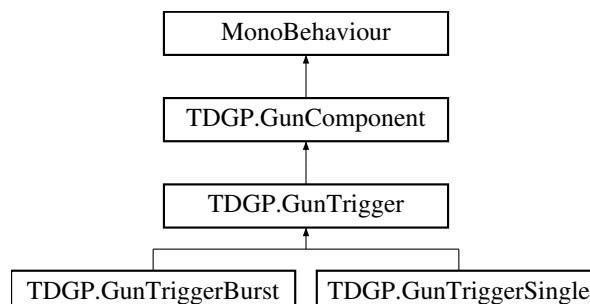 MonoBehaviour
TDGP.GunComponent
TDGP.GunTrigger
TDGP.GunTriggerBurst
TDGP.GunTriggerSingle